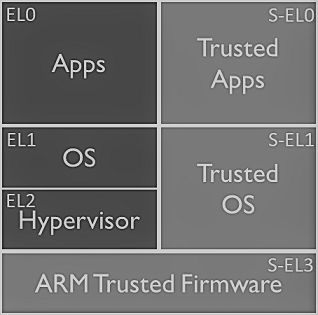 EL0
Apps
S-EL0
Trusted
Apps
EL1
OS
EL2
Hypervisor
S-EL1
Trusted
OS
S-EL3
ARM Trusted Firmware